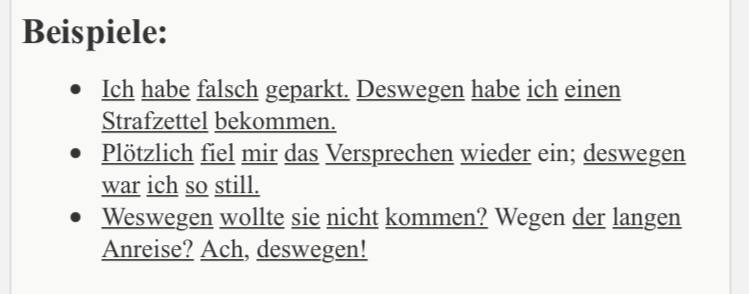 Beispiele:
Ich habe falsch geparkt. Deswegen habe ich einen
Strafzettel bekommen.
Plötzlich fiel mir das Versprechen wieder ein; deswegen
war ich so still.
Weswegen wollte sie nicht kommen? Wegen der langen
Anreise? Ach, deswegen!